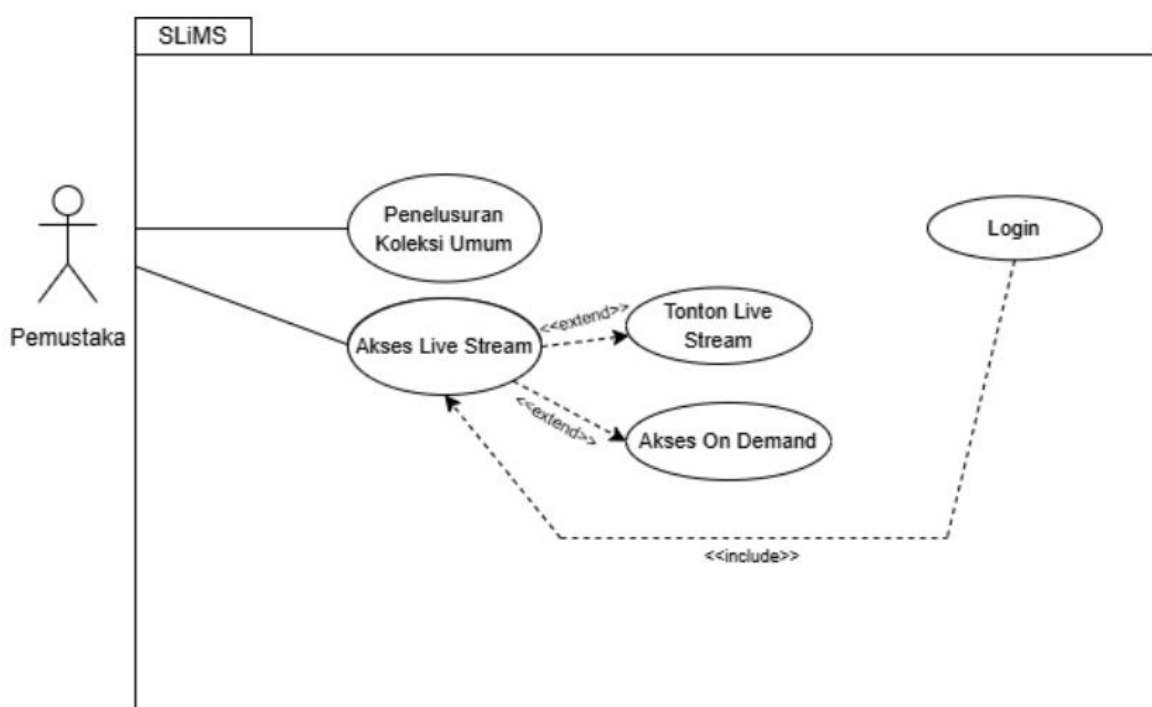 SLiMS
Penelusuran
Koleksi Umum
Login
<<extend>>
Tonton Live
Stream
Pemustaka
Akses Live Stream
<<extend>>
Akses On Demand
<<include>>